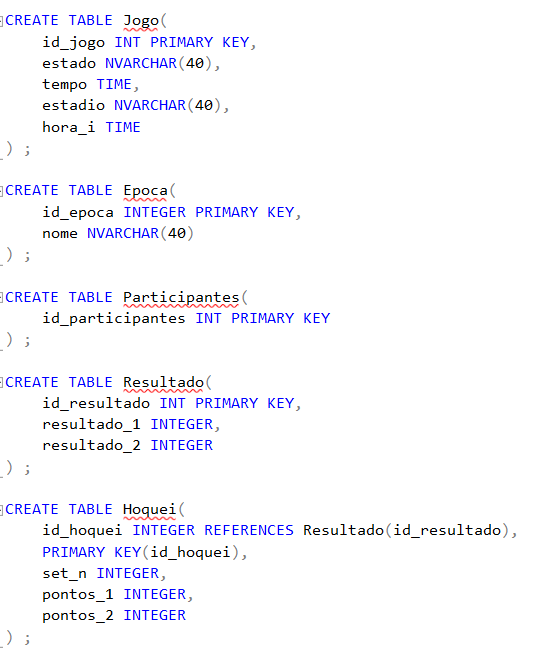 CREATE TABLE Jogo(
    id_jogo INT PRIMARY KEY,
    estado NVARCHAR(40),
    tempo TIME,
    estadio NVARCHAR(40),
    hora_i TIME
) ;
CREATE TABLE Epoca(
    id_epoca INTEGER PRIMARY KEY,
    nome NVARCHAR(40)
) ;
CREATE TABLE Participantes(
    id_participantes INT PRIMARY KEY
) ;
CREATE TABLE Resultado(
    id_resultado INT PRIMARY KEY,
    resultado_1 INTEGER,
    resultado_2 INTEGER
) ;
CREATE TABLE Hoquei(
    id_hoquei INTEGER REFERENCES Resultado(id_resultado),
    PRIMARY KEY(id_hoquei),
    set_n INTEGER,
    pontos_1 INTEGER,
    pontos_2 INTEGER
) ;